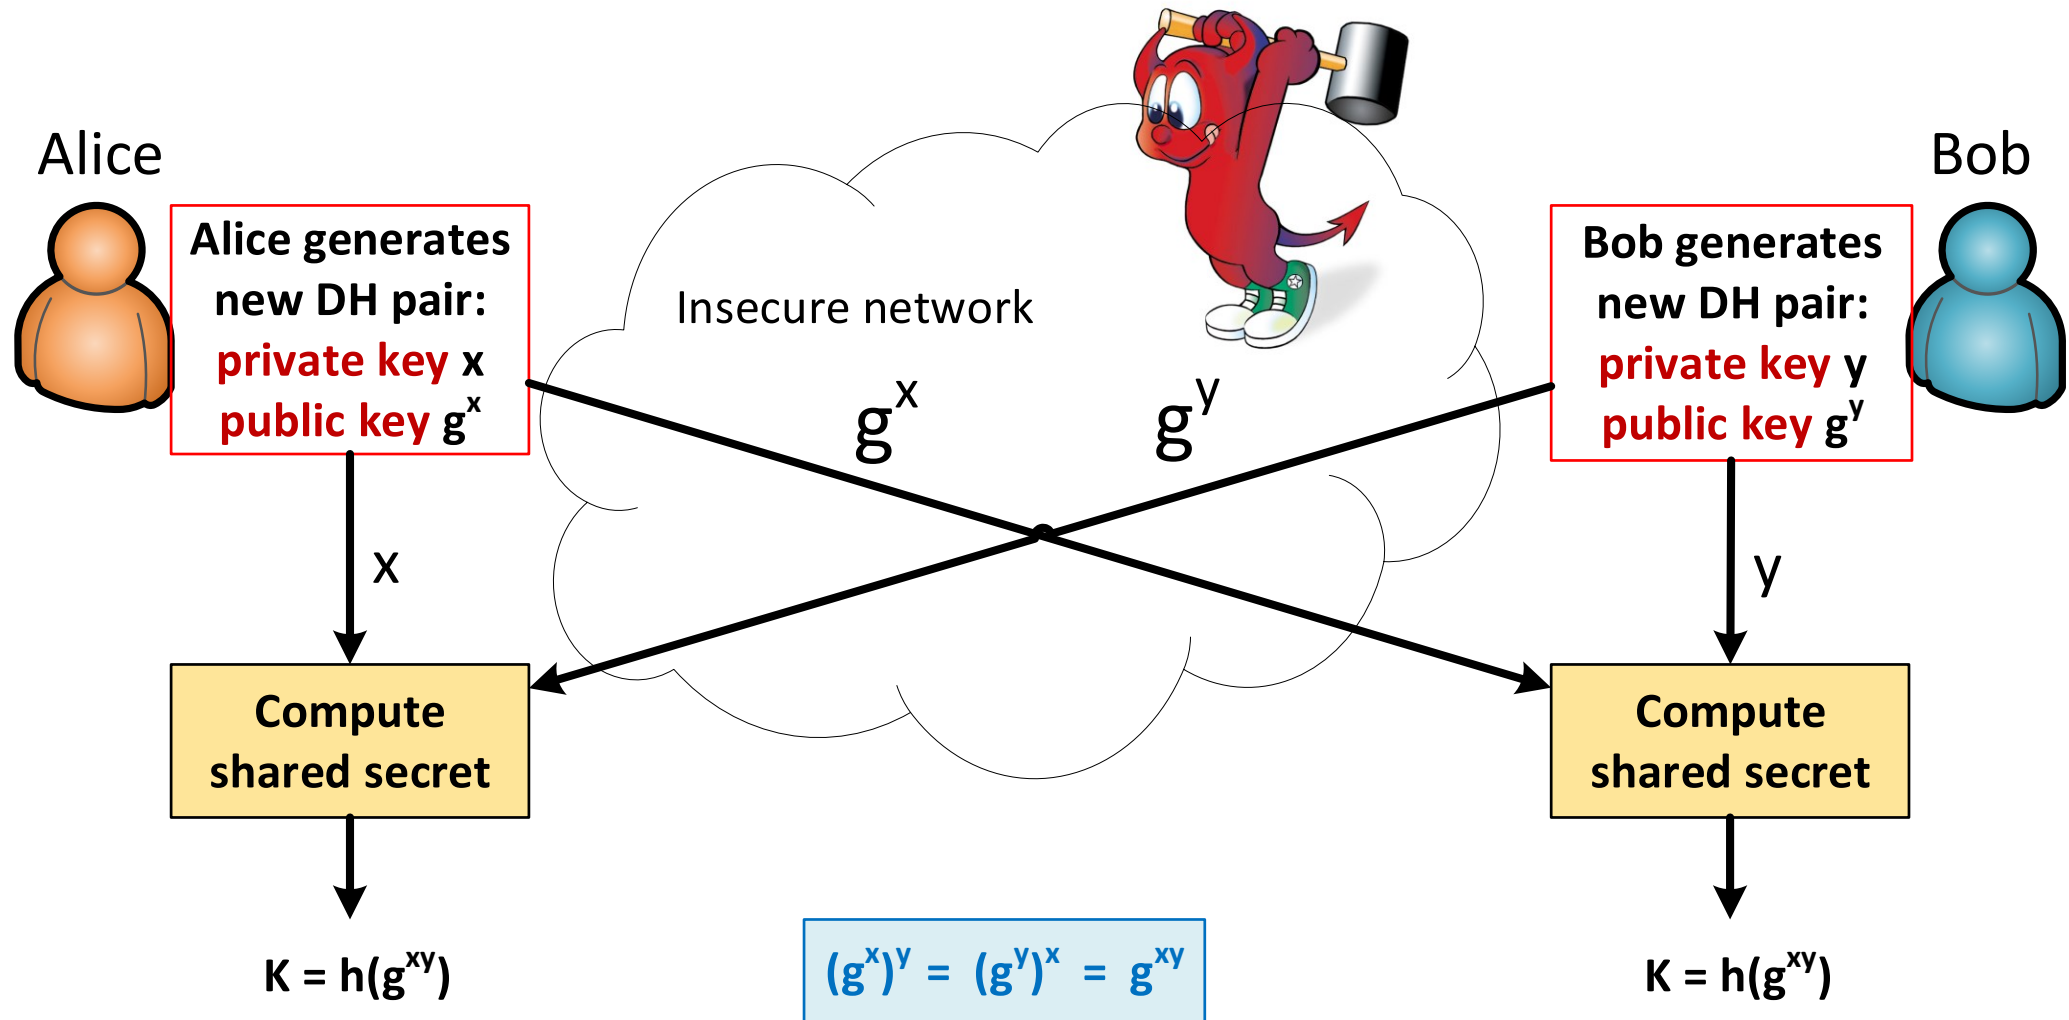 Alice
Bob
Alice generates
new DH pair:
private key x
public key gˣ
Insecure network
Bob generates
new DH pair:
private key y
public key gʸ
gˣ
gʸ
x
y
Compute
shared secret
Compute
shared secret
K = h(gˣʸ)
(gˣ)ʸ = (gʸ)ˣ = gˣʸ
K = h(gˣʸ)